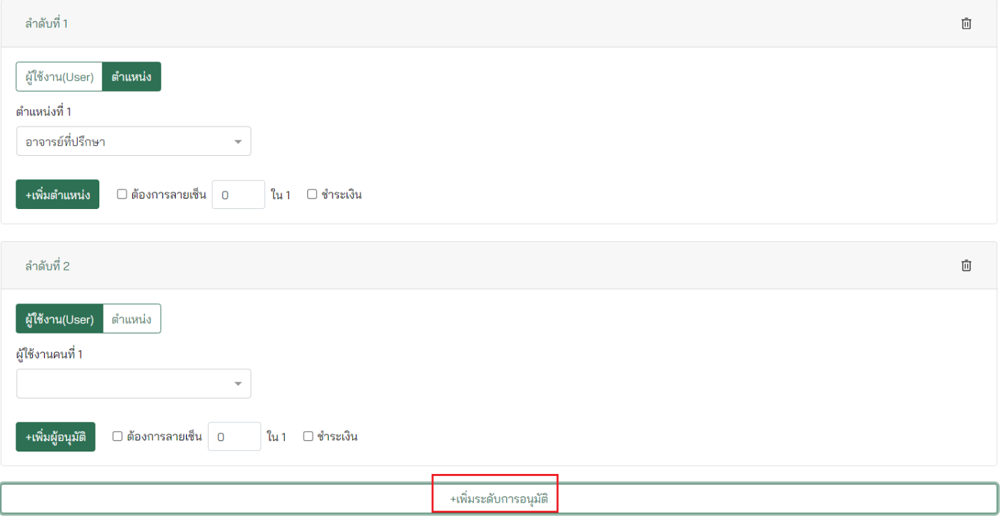 ลำดับที่ 1
ผู้ใช้งาน(User) ตำแหน่ง
ตำแหน่งที่ 1
อาจารย์ที่ปรึกษา
+เพิ่มตำแหน่ง ต้องการลายเซ็น 0 ใน 1 ชำระเงิน
ลำดับที่ 2
ผู้ใช้งาน(User) ตำแหน่ง
ผู้ใช้งานคนที่ 1
+เพิ่มผู้อนุมัติ ต้องการลายเซ็น 0 ใน 1 ชำระเงิน
+เพิ่มระดับการอนุมัติ